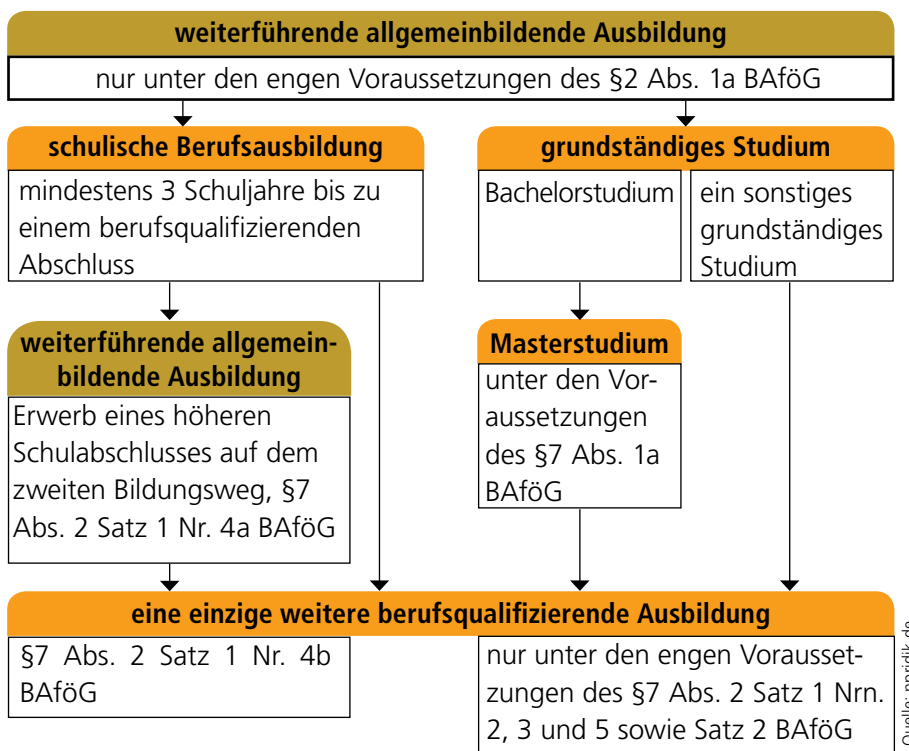 weiterführende allgemeinbildende Ausbildung
nur unter den engen Voraussetzungen des §2 Abs. 1a BAföG
schulische Berufsausbildung
mindestens 3 Schuljahre bis zu
einem berufsqualifizierenden
Abschluss
grundständiges Studium
Bachelorstudium
ein sonstiges
grundständiges
Studium
weiterführende allgemein-
bildende Ausbildung
Erwerb eines höheren
Schulabschlusses auf dem
zweiten Bildungsweg, §7
Abs. 2 Satz 1 Nr. 4a BAföG
Masterstudium
unter den Vor-
aussetzungen
des §7 Abs. 1a
BAföG
eine einzige weitere berufsqualifizierende Ausbildung
§7 Abs. 2 Satz 1 Nr. 4b
BAföG
nur unter den engen Vorausset-
zungen des §7 Abs. 2 Satz 1 Nrn.
2, 3 und 5 sowie Satz 2 BAföG
Quelle: ppridik.de